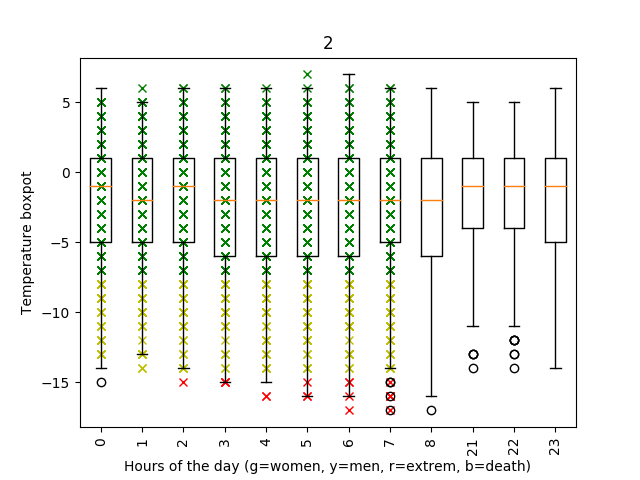 2
Temperature boxpot
5
0
−5
−10
−15
0 1 2 3 4 5 6 7 8 21 22 23
Hours of the day (g=women, y=men, r=extrem, b=death)